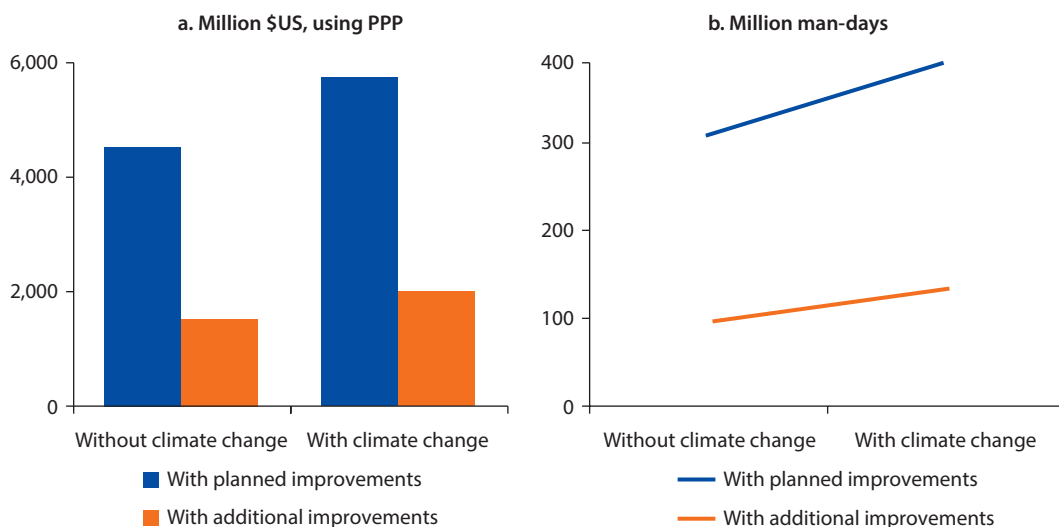 a. Million $US, using PPP
6,000
4,000
2,000
0
Without climate change
With climate change
With planned improvements
With additional improvements
b. Million man-days
400
300
200
100
0
Without climate change
With climate change
With planned improvements
With additional improvements